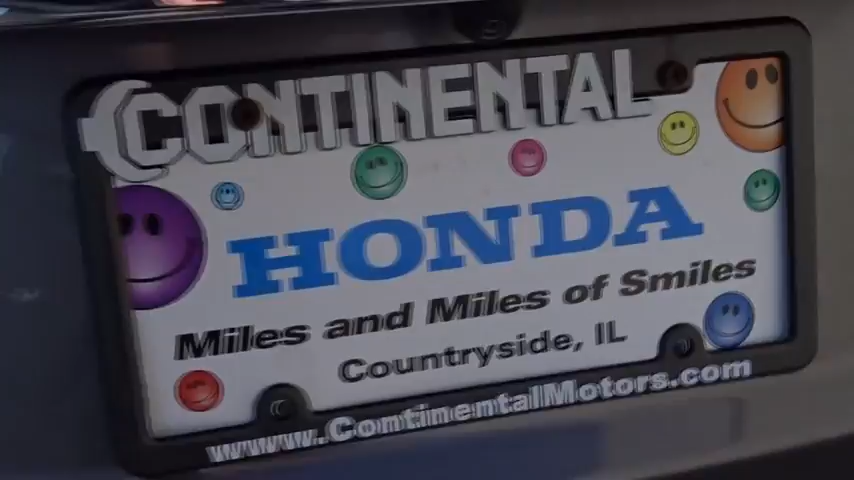 CONTINENTAL
HONDA
Miles and Miles of Smiles
Countryside, IL
www.ContinentalMotors.com